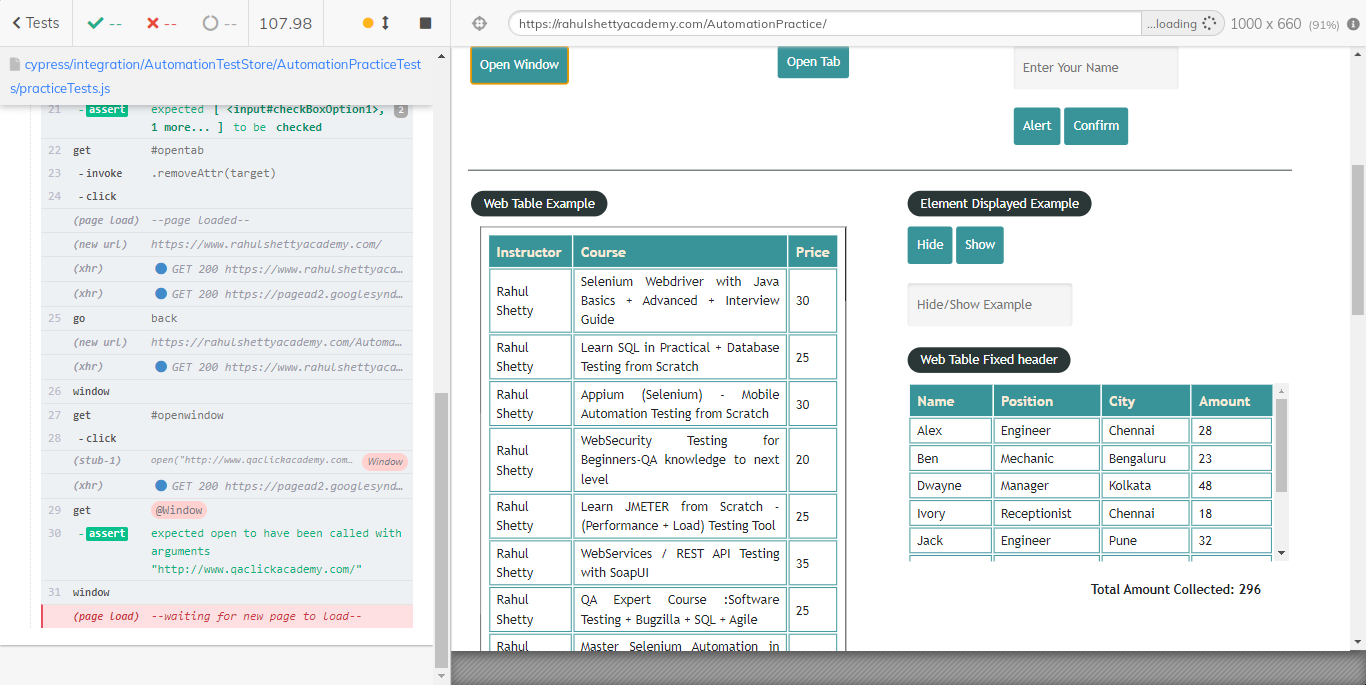 Tests
--
--
--
107.98
https://rahulshettyacademy.com/AutomationPractice/
...loading
1000 x 660 (91%)
cypress/integration/AutomationTestStore/AutomationPracticeTest
s/practiceTests.js
21 -assert expected [ <input#checkBoxOption1>, 2
1 more... ] to be checked
22 get #opentab
23 -invoke .removeAttr(target)
24 -click
(page load) --page loaded--
(new url) https://www.rahulshettyacademy.com/
(xhr) GET 200 https://www.rahulshettyaca...
(xhr) GET 200 https://pagead2.googlesynd...
25 go back
(new url) https://rahulshettyacademy.com/Automa...
(xhr) GET 200 https://www.rahulshettyaca...
26 window
27 get #openwindow
28 -click
(stub-1) open("http://www.qaclickacademy.com... Window
(xhr) GET 200 https://pagead2.googlesynd...
29 get @Window
30 -assert expected open to have been called with
arguments
"http://www.qaclickacademy.com/"
31 window
(page load) --waiting for new page to load--
Open Window
Open Tab
Enter Your Name
Alert Confirm
Web Table Example
Instructor Course Price
Rahul Shetty
Selenium Webdriver with Java
Basics + Advanced + Interview
Guide
30
Rahul
Shetty
Learn SQL in Practical + Database
Testing from Scratch
25
Rahul
Shetty
Appium (Selenium) - Mobile
Automation Testing from Scratch
30
Rahul
Shetty
WebSecurity Testing for
Beginners-QA knowledge to next
level
20
Rahul
Shetty
Learn JMETER from Scratch -
(Performance + Load) Testing Tool
25
Rahul
Shetty
WebServices / REST API Testing
with SoapUI
35
Rahul
Shetty
QA Expert Course :Software
Testing + Bugzilla + SQL + Agile
25
Rahul
Master Selenium Automation in
Element Displayed Example
Hide Show
Hide/Show Example
Web Table Fixed header
Name Position City Amount
Alex Engineer Chennai 28
Ben Mechanic Bengaluru 23
Dwayne Manager Kolkata 48
Ivory Receptionist Chennai 18
Jack Engineer Pune 32
Total Amount Collected: 296